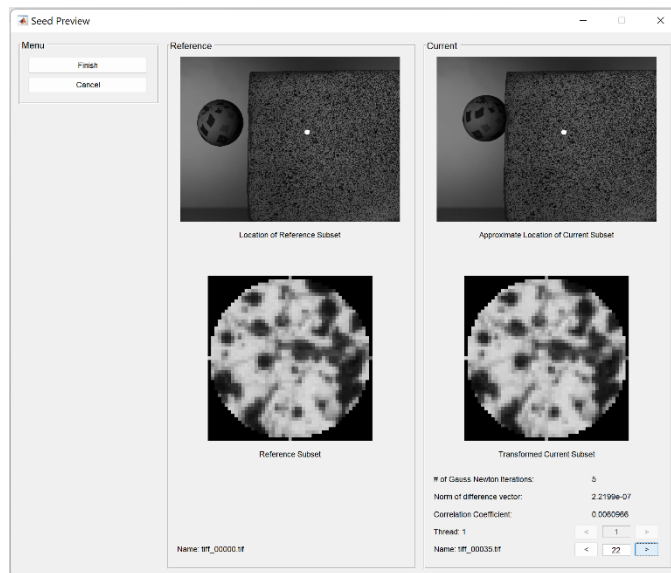 Seed Preview
Menu
Finish
Cancel
Reference
Location of Reference Subset
Reference Subset
Name: tiff_00000.tif
Current
Approximate Location of Current Subset
Transformed Current Subset
# of Gauss Newton Iterations: 5
Norm of difference vector: 2.2199e-07
Correlation Coefficient: 0.0060966
Thread: 1 < 1 >
Name: tiff_00035.tif < 22 >